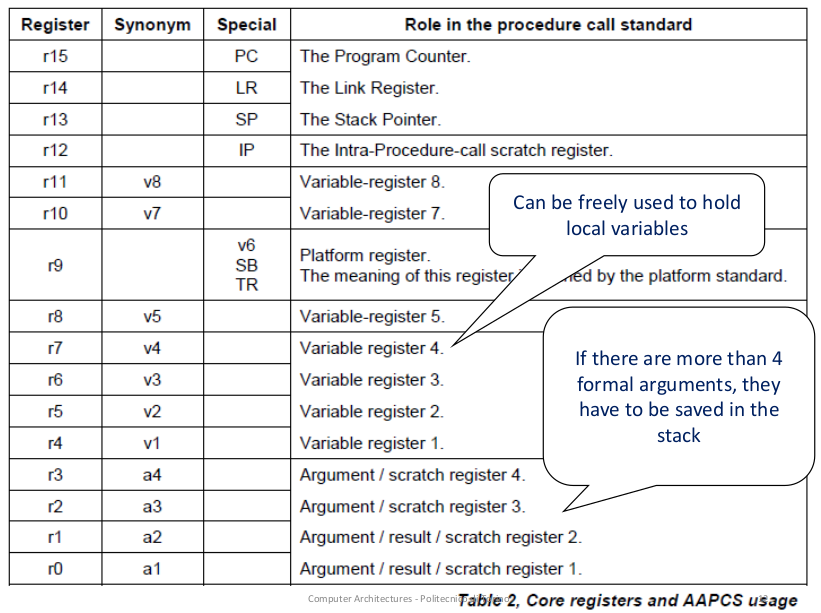 Register Synonym Special Role in the procedure call standard
r15 PC The Program Counter.
r14 LR The Link Register.
r13 SP The Stack Pointer.
r12 IP The Intra-Procedure-call scratch register.
r11 v8 Variable-register 8.
r10 v7 Variable-register 7.
Can be freely used to hold
local variables
r9 v6
SB
TR
Platform register.
The meaning of this register by the platform standard.
r8 v5 Variable-register 5.
r7 v4 Variable register 4.
r6 v3 Variable register 3.
r5 v2 Variable register 2.
r4 v1 Variable register 1.
If there are more than 4
formal arguments, they
have to be saved in the
stack
r3 a4 Argument / scratch register 4.
r2 a3 Argument / scratch register 3.
r1 a2 Argument / result / scratch register 2.
r0 a1 Argument / result / scratch register 1.
Computer Architectures - Politecnico
Table 2, Core registers and AAPCS usage